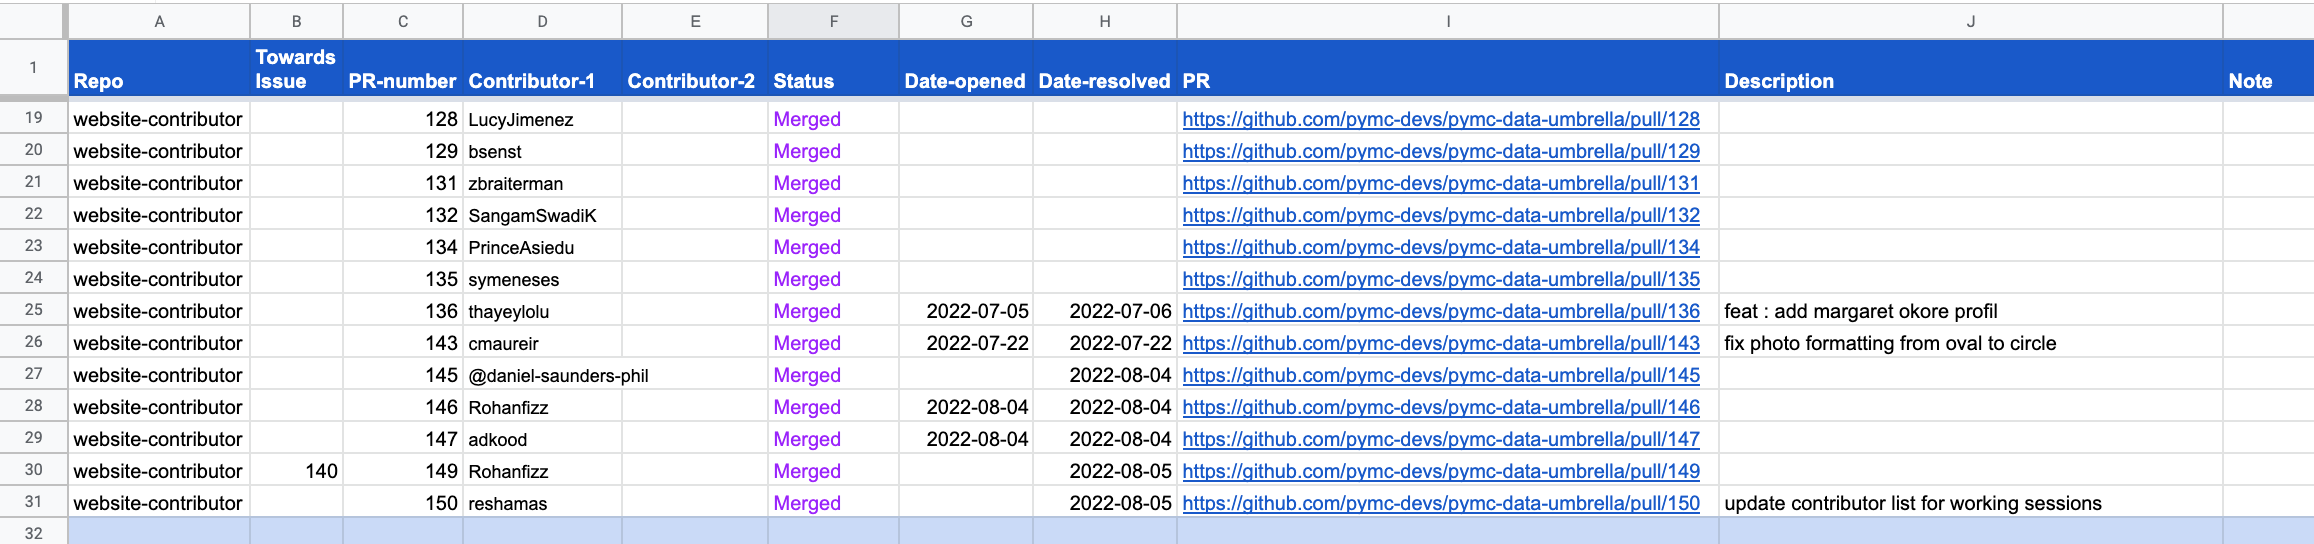 A B C D E F G H I J
1 Repo Towards Issue PR-number Contributor-1 Contributor-2 Status Date-opened Date-resolved PR Description Note
19 website-contributor 128 LucyJimenez Merged https://github.com/pymc-devs/pymc-data-umbrella/pull/128
20 website-contributor 129 bsenst Merged https://github.com/pymc-devs/pymc-data-umbrella/pull/129
21 website-contributor 131 zbraiterman Merged https://github.com/pymc-devs/pymc-data-umbrella/pull/131
22 website-contributor 132 SangamSwadiK Merged https://github.com/pymc-devs/pymc-data-umbrella/pull/132
23 website-contributor 134 PrinceAsiedu Merged https://github.com/pymc-devs/pymc-data-umbrella/pull/134
24 website-contributor 135 symeneses Merged https://github.com/pymc-devs/pymc-data-umbrella/pull/135
25 website-contributor 136 thayeylolu Merged 2022-07-05 2022-07-06 https://github.com/pymc-devs/pymc-data-umbrella/pull/136 feat : add margaret okore profil
26 website-contributor 143 cmaureir Merged 2022-07-22 2022-07-22 https://github.com/pymc-devs/pymc-data-umbrella/pull/143 fix photo formatting from oval to circle
27 website-contributor 145 @daniel-saunders-phil Merged 2022-08-04 https://github.com/pymc-devs/pymc-data-umbrella/pull/145
28 website-contributor 146 Rohanfizz Merged 2022-08-04 2022-08-04 https://github.com/pymc-devs/pymc-data-umbrella/pull/146
29 website-contributor 147 adkood Merged 2022-08-04 2022-08-04 https://github.com/pymc-devs/pymc-data-umbrella/pull/147
30 website-contributor 140 149 Rohanfizz Merged 2022-08-05 https://github.com/pymc-devs/pymc-data-umbrella/pull/149
31 website-contributor 150 reshamas Merged 2022-08-05 https://github.com/pymc-devs/pymc-data-umbrella/pull/150 update contributor list for working sessions
32